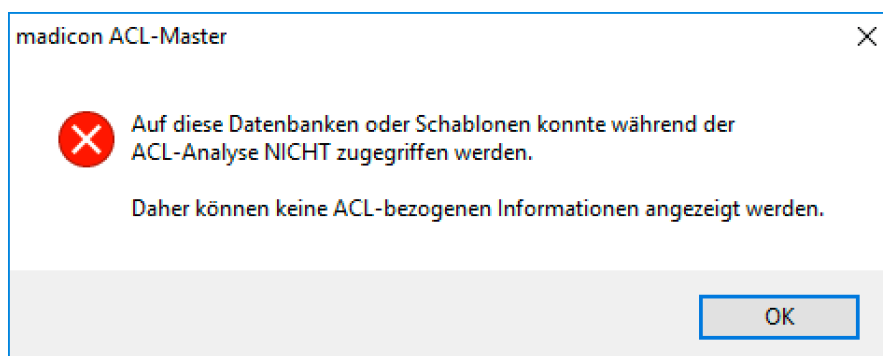 madicon ACL-Master
Auf diese Datenbanken oder Schablonen konnte während der
ACL-Analyse NICHT zugegriffen werden.
Daher können keine ACL-bezogenen Informationen angezeigt werden.
OK